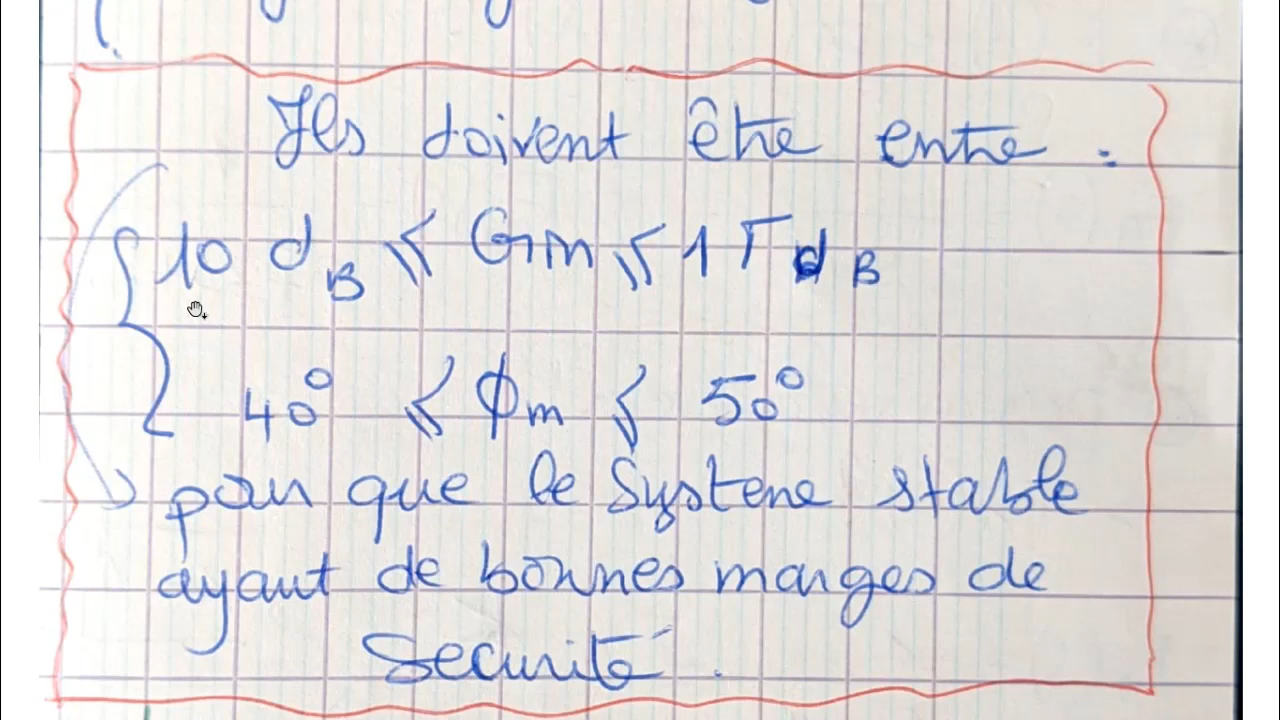 Ils doivent être entre :
10 dB ⩽ Gm ⩽ 15 dB
40° ⩽ ϕm ⩽ 50°
pour que le Système stable
ayant de bonnes marges de
Sécurité.